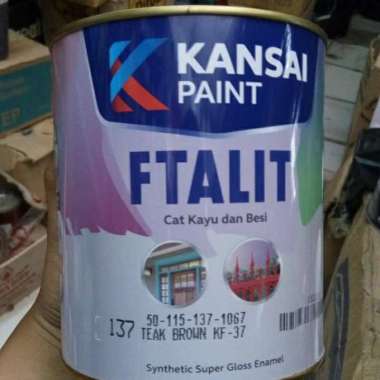 KANSAI
PAINT
FTALIT
Cat Kayu dan Besi
137 50-115-137-1067
TEAK BROWN KF-37
Synthetic Super Gloss Enamel